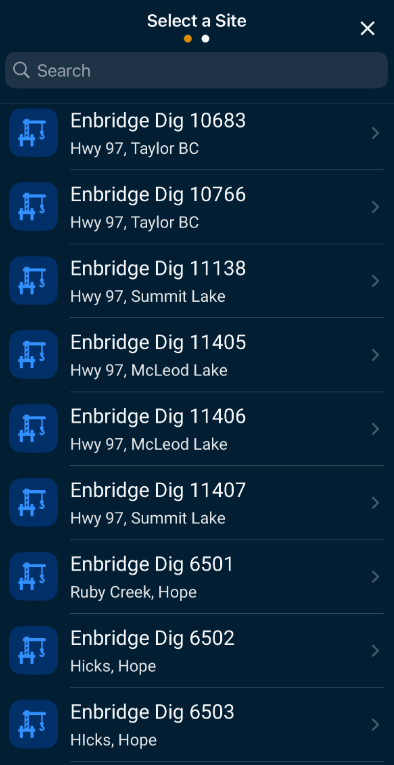 Select a Site
Search
Enbridge Dig 10683
Hwy 97, Taylor BC
Enbridge Dig 10766
Hwy 97, Taylor BC
Enbridge Dig 11138
Hwy 97, Summit Lake
Enbridge Dig 11405
Hwy 97, McLeod Lake
Enbridge Dig 11406
Hwy 97, McLeod Lake
Enbridge Dig 11407
Hwy 97, Summit Lake
Enbridge Dig 6501
Ruby Creek, Hope
Enbridge Dig 6502
Hicks, Hope
Enbridge Dig 6503
HIcks, Hope